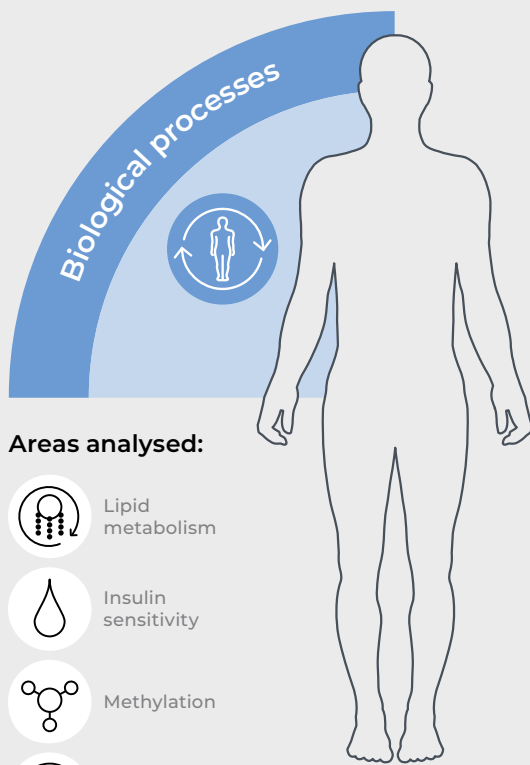 Biological processes
Areas analysed:
Lipid
metabolism
Insulin
sensitivity
Methylation